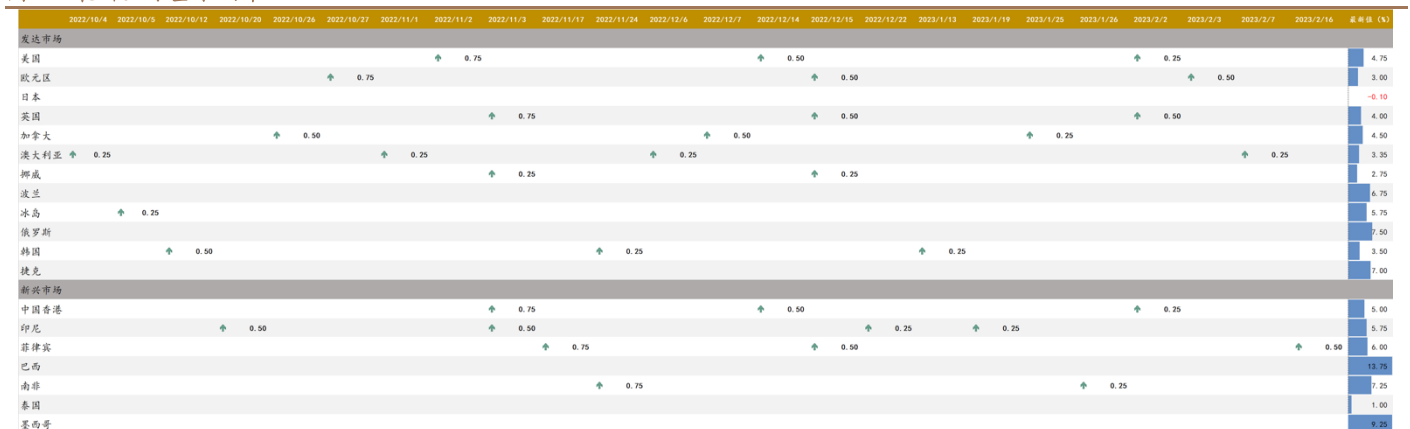 2022/10/4 2022/10/5 2022/10/12 2022/10/20 2022/10/26 2022/10/27 2022/11/1 2022/11/2 2022/11/3 2022/11/17 2022/11/24 2022/12/6 2022/12/7 2022/12/14 2022/12/15 2022/12/22 2023/1/13 2023/1/19 2023/1/25 2023/1/26 2023/2/2 2023/2/3 2023/2/7 2023/2/16 最新值 (%)
发达市场
美国 0.75 0.50 0.25 4.75
欧元区 0.75 0.50 0.50 3.00
日本 -0.10
英国 0.75 0.50 0.50 4.00
加拿大 0.50 0.50 0.25 4.50
澳大利亚 0.25 0.25 0.25 0.25 3.35
挪威 0.25 0.25 2.75
波兰 6.75
冰岛 0.25 5.75
俄罗斯 7.50
韩国 0.50 0.25 0.25 3.50
捷克 7.00
新兴市场
中国香港 0.75 0.50 0.25 5.00
印尼 0.50 0.50 0.25 0.25 5.75
菲律宾 0.75 0.50 0.50 6.00
巴西 13.75
南非 0.75 0.25 7.25
泰国 1.00
墨西哥 9.25